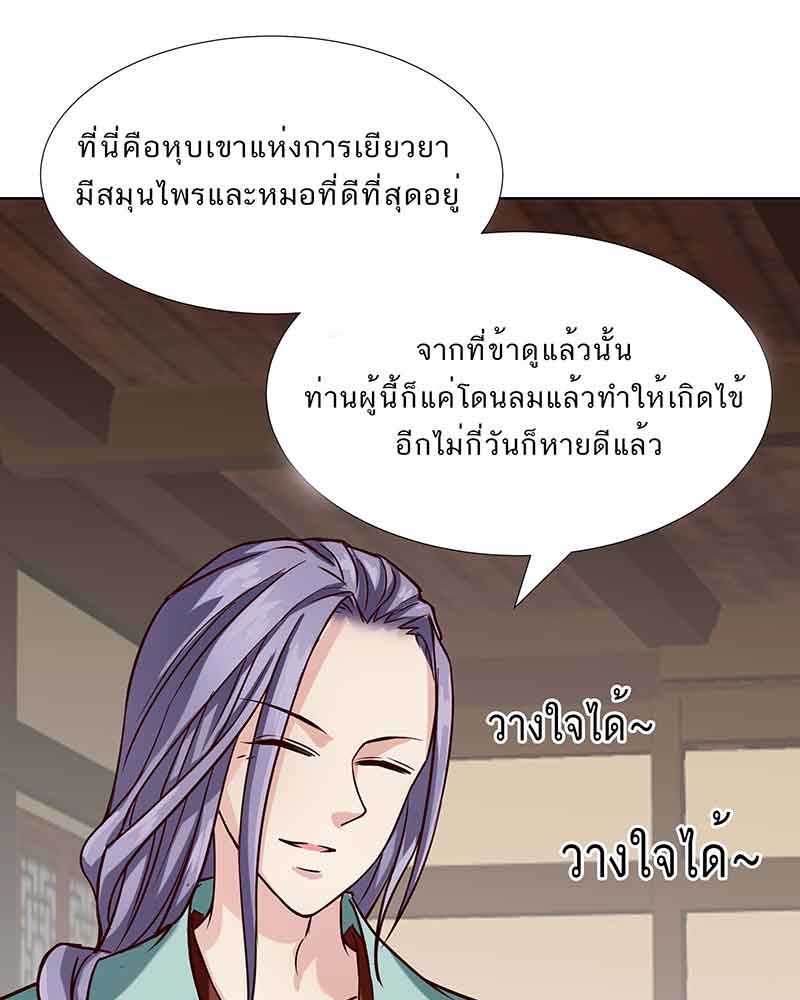 ที่นี่คือหุบเขาแห่งการเยียวยา
มีสมุนไพรและหมอที่ดีที่สุดอยู่
จากที่ข้าดูแล้วนั้น
ท่านผู้นี้ก็แค่โดนลมแล้วทำให้เกิดไข้
อีกไม่กี่วันก็หายดีแล้ว
วางใจได้~
วางใจได้~